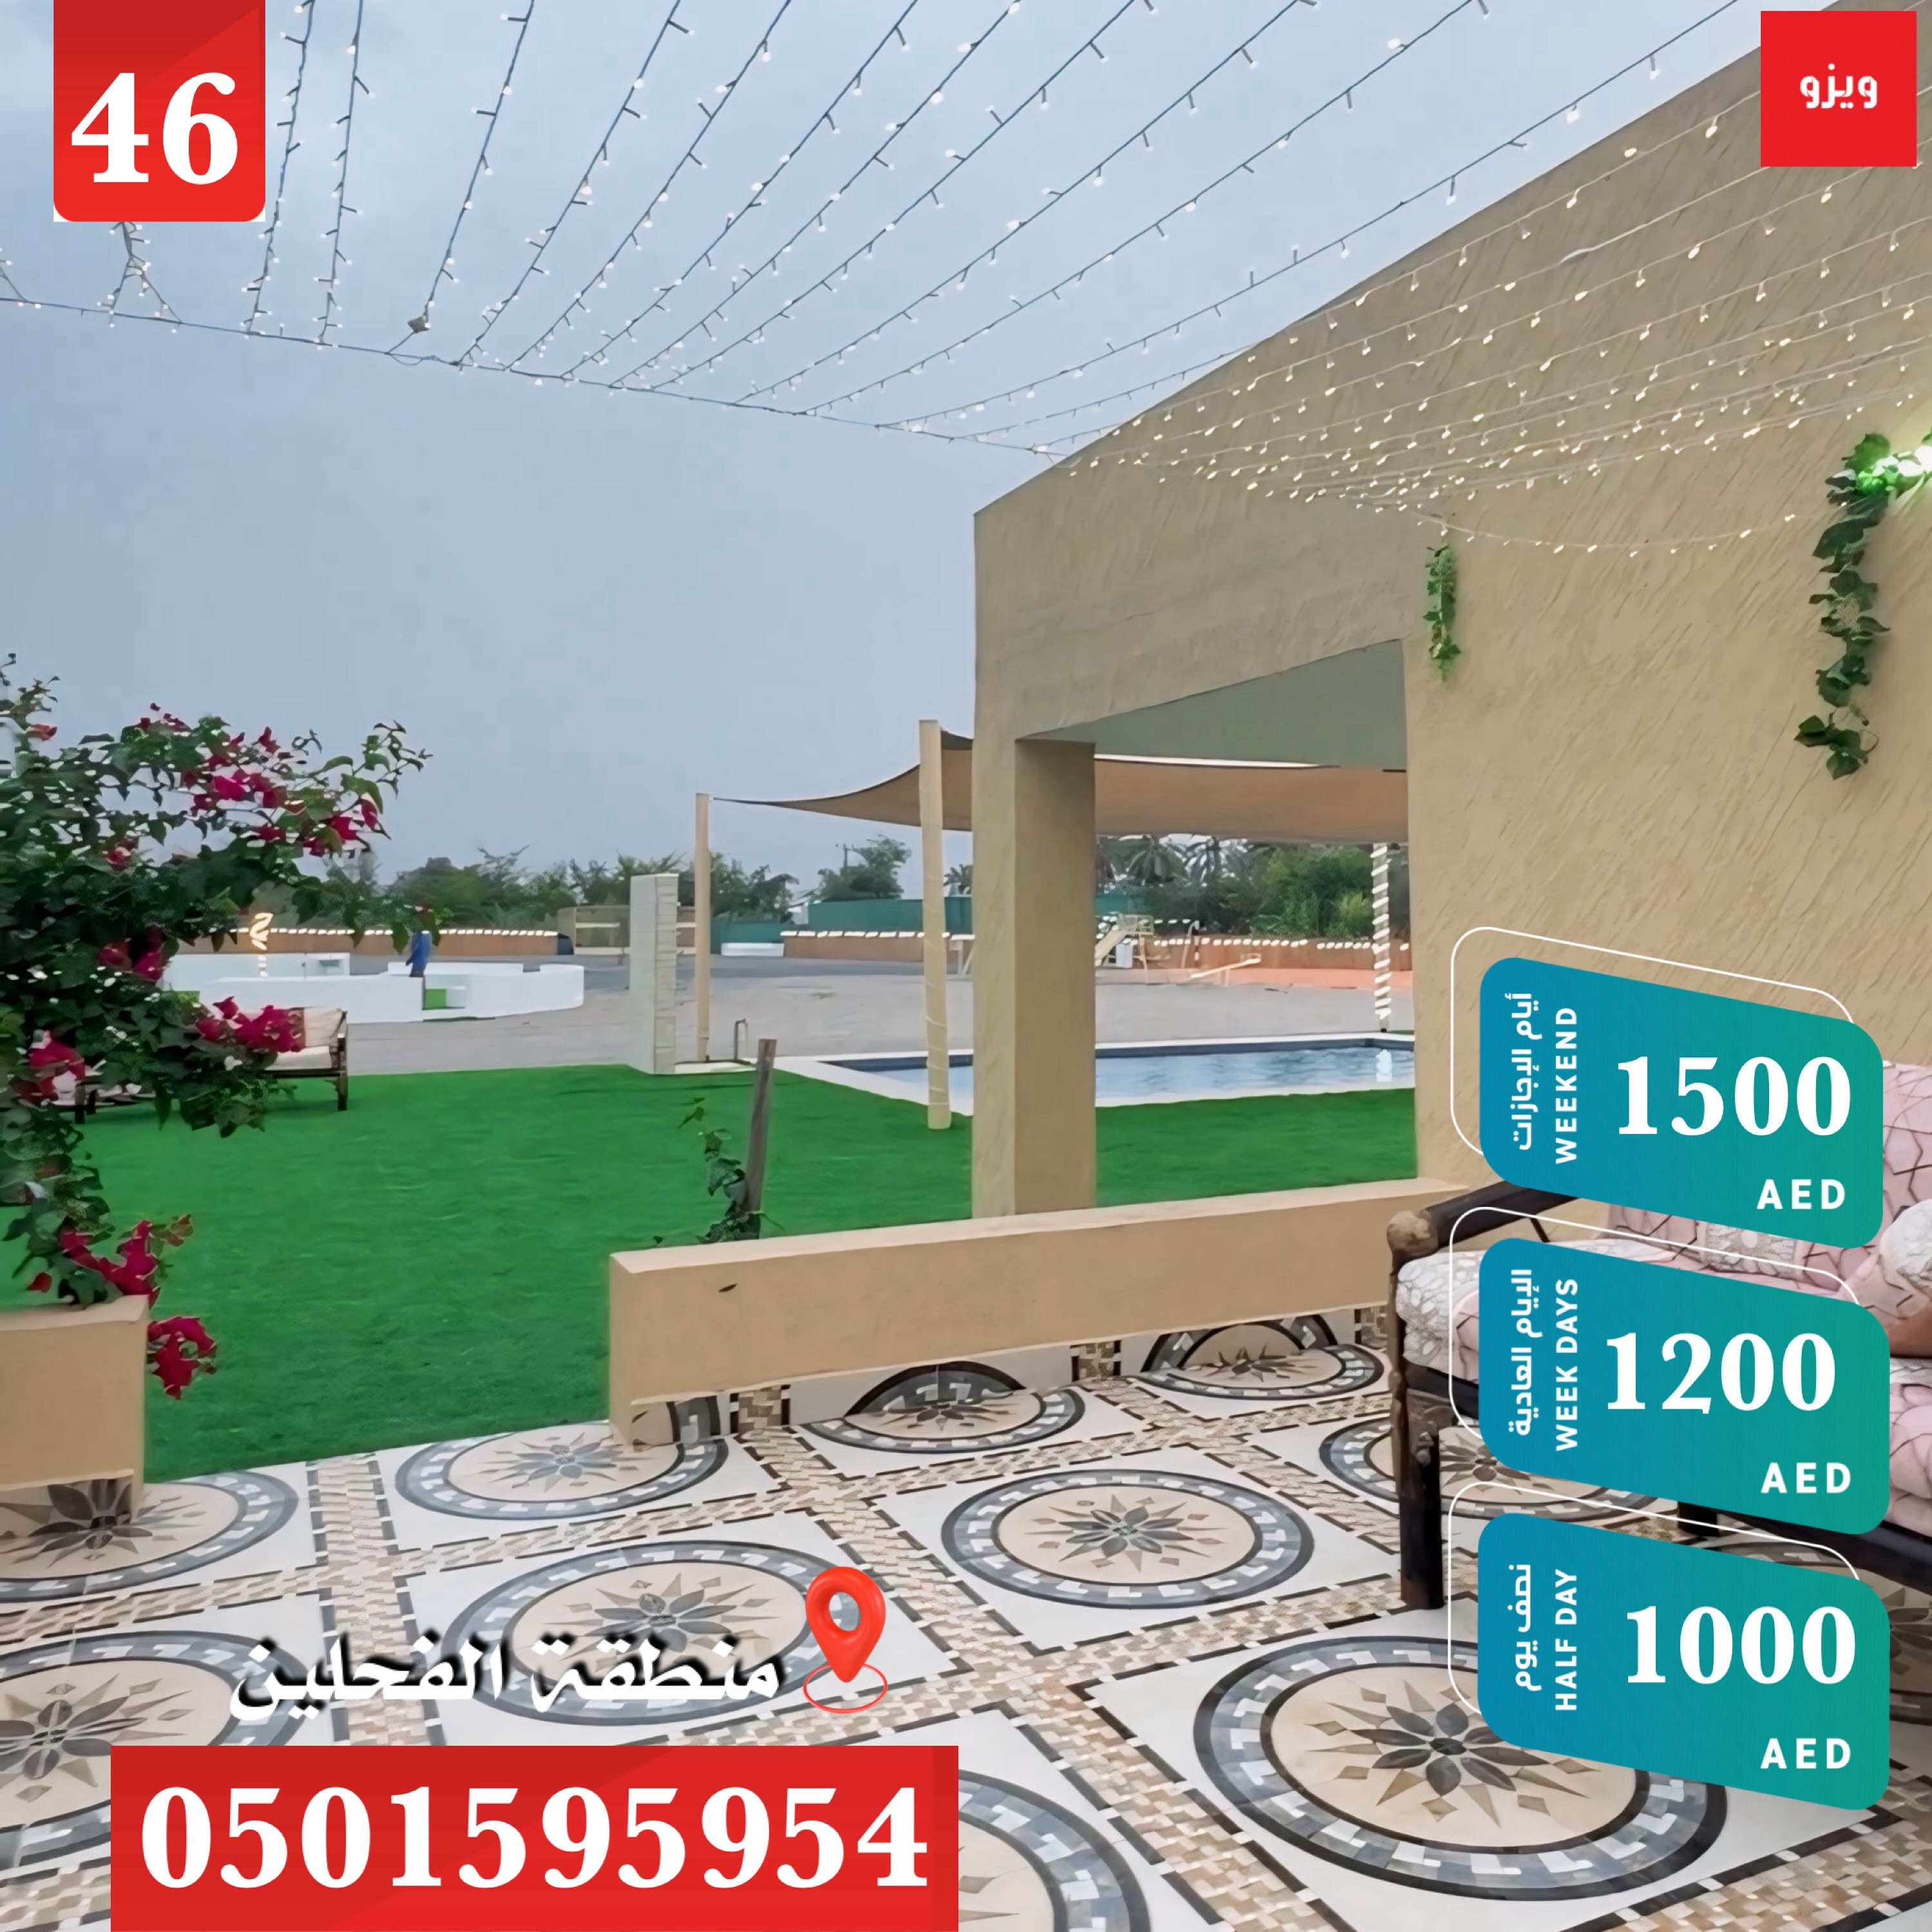 46
ويزو
أيام الإجازات
WEEKEND
1500
AED
الإيام العادية
WEEK DAYS
1200
AED
نصف يوم
HALF DAY
1000
AED
منطقة الفحلين
0501595954